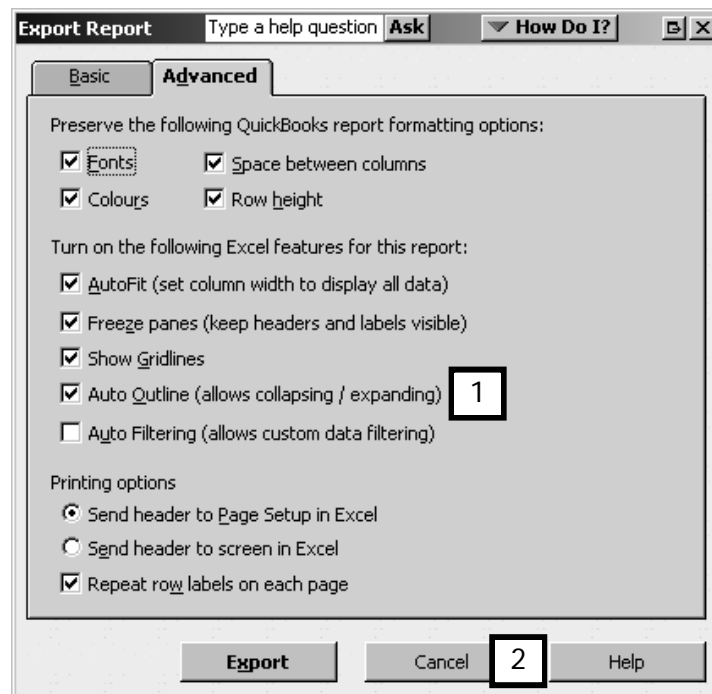 Export Report Type a help question Ask How Do I?
Basic Advanced
Preserve the following QuickBooks report formatting options:
Fonts Space between columns
Colours Row height
Turn on the following Excel features for this report:
AutoFit (set column width to display all data)
Freeze panes (keep headers and labels visible)
Show Gridlines
Auto Outline (allows collapsing / expanding) 1
Auto Filtering (allows custom data filtering)
Printing options
Send header to Page Setup in Excel
Send header to screen in Excel
Repeat row labels on each page
Export Cancel 2 Help